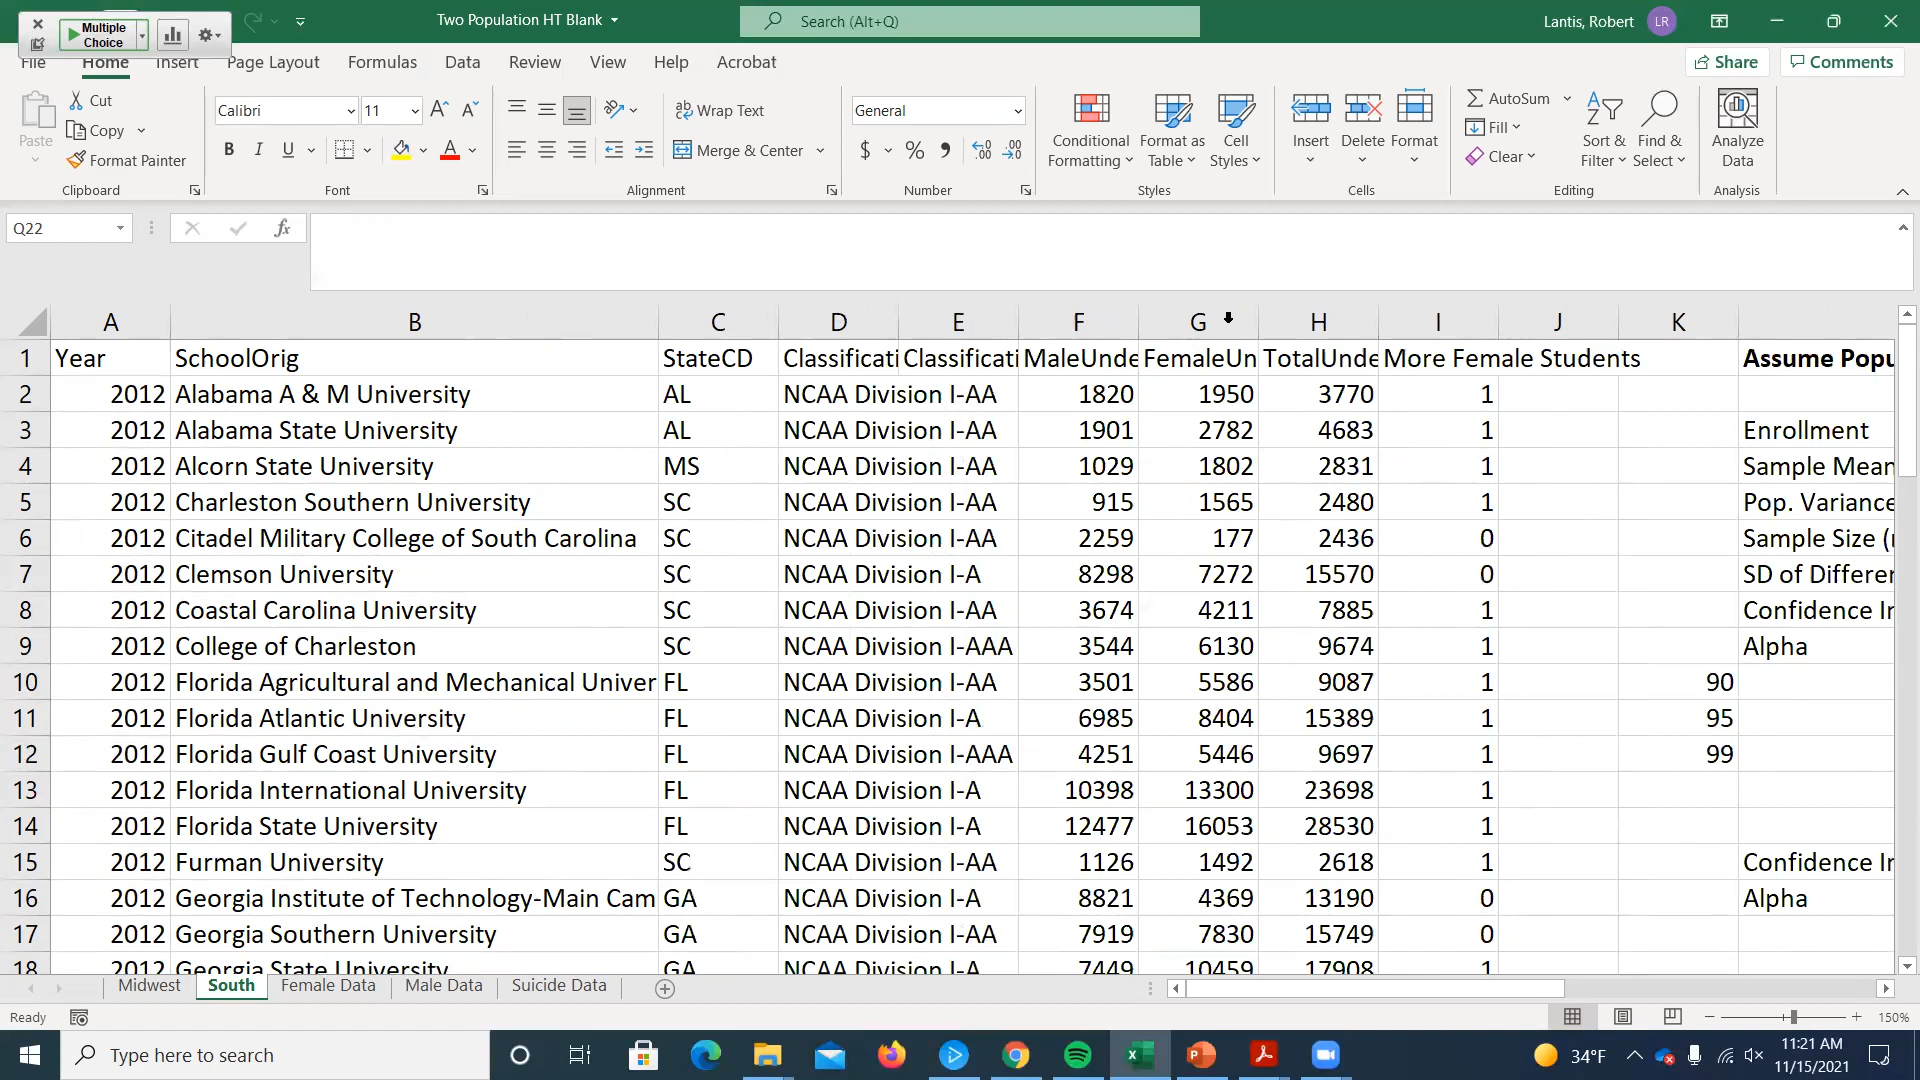 Multiple
Choice
Two Population HT Blank
Search (Alt+Q)
Lantis, Robert
LR
File
Home
Insert
Page Layout
Formulas
Data
Review
View
Help
Acrobat
Share
Comments
Paste
Cut
Copy
Format Painter
Clipboard
Calibri
11
B I U
Font
Wrap Text
Merge & Center
Alignment
General
$ % 9
Number
Conditional
Formatting
Format as
Table
Cell
Styles
Styles
Insert
Delete
Format
Cells
AutoSum
Fill
Clear
Sort &
Filter
Find &
Select
Editing
Analyze
Data
Analysis
Q22
fx
A B C D E F G H I J K
1 Year SchoolOrig StateCD Classificati Classificati MaleUnde FemaleUn TotalUnde More Female Students Assume Popu
2 2012 Alabama A & M University AL NCAA Division I-AA 1820 1950 3770 1
3 2012 Alabama State University AL NCAA Division I-AA 1901 2782 4683 1 Enrollment
4 2012 Alcorn State University MS NCAA Division I-AA 1029 1802 2831 1 Sample Mean
5 2012 Charleston Southern University SC NCAA Division I-AA 915 1565 2480 1 Pop. Variance
6 2012 Citadel Military College of South Carolina SC NCAA Division I-AA 2259 177 2436 0 Sample Size (
7 2012 Clemson University SC NCAA Division I-A 8298 7272 15570 0 SD of Differen
8 2012 Coastal Carolina University SC NCAA Division I-AA 3674 4211 7885 1 Confidence In
9 2012 College of Charleston SC NCAA Division I-AAA 3544 6130 9674 1 Alpha
10 2012 Florida Agricultural and Mechanical Univer FL NCAA Division I-AA 3501 5586 9087 1 90
11 2012 Florida Atlantic University FL NCAA Division I-A 6985 8404 15389 1 95
12 2012 Florida Gulf Coast University FL NCAA Division I-AAA 4251 5446 9697 1 99
13 2012 Florida International University FL NCAA Division I-A 10398 13300 23698 1
14 2012 Florida State University FL NCAA Division I-A 12477 16053 28530 1
15 2012 Furman University SC NCAA Division I-AA 1126 1492 2618 1 Confidence In
16 2012 Georgia Institute of Technology-Main Cam GA NCAA Division I-A 8821 4369 13190 0 Alpha
17 2012 Georgia Southern University GA NCAA Division I-AA 7919 7830 15749 0
18 2012 Georgia State University GA NCAA Division I-A 7449 10459 17908 1
Midwest
South
Female Data
Male Data
Suicide Data
Ready
150%
Type here to search
34°F
11:21 AM
11/15/2021